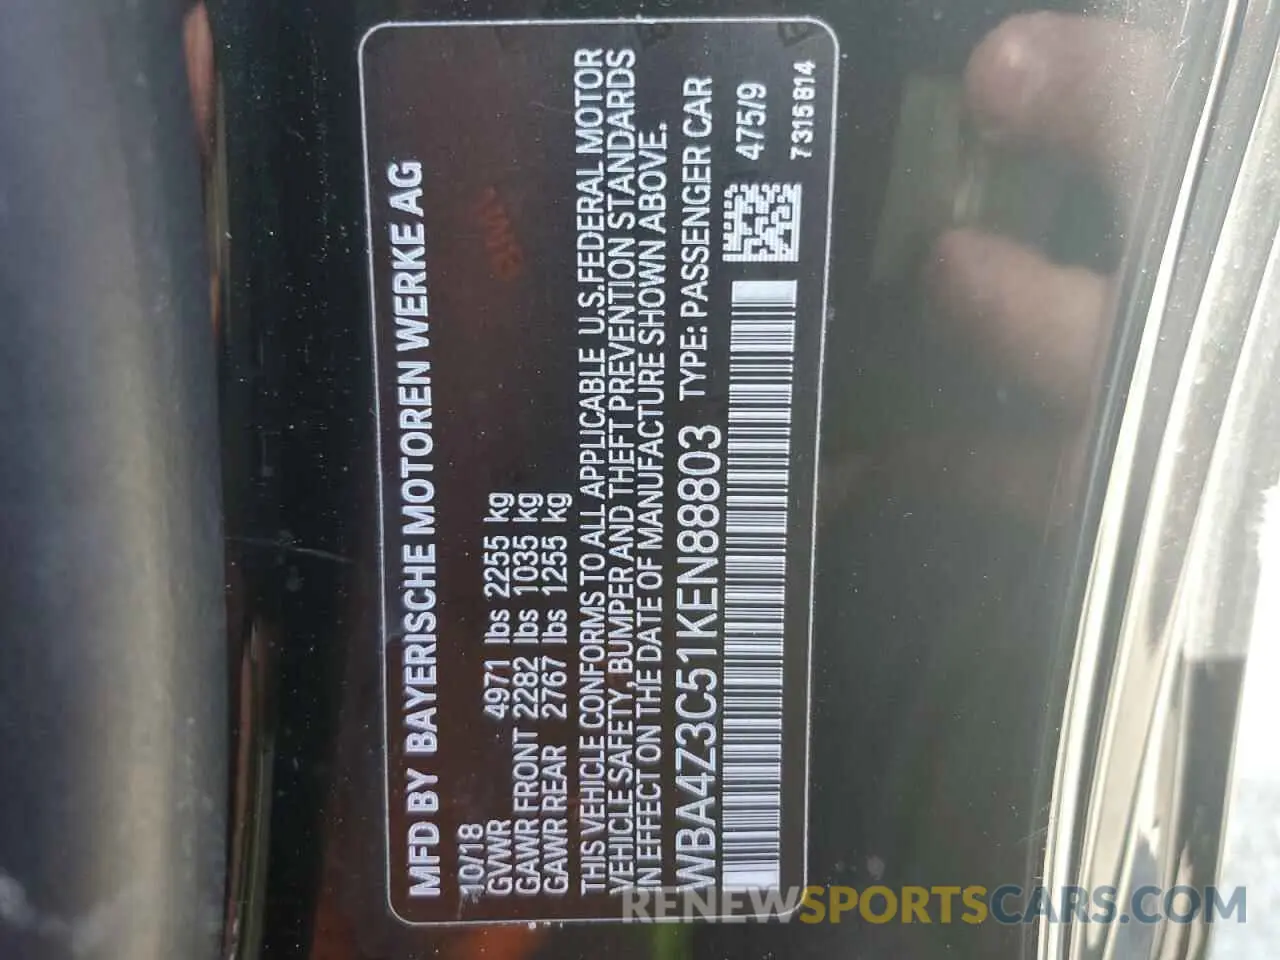 MFD BY BAYERISCHE MOTOREN WERKE AG
10/18
GVWR 4971 lbs 2255 kg
GAWR FRONT 2282 lbs 1035 kg
GAWR REAR 2767 lbs 1255 kg
THIS VEHICLE CONFORMS TO ALL APPLICABLE U.S.FEDERAL MOTOR
VEHICLE SAFETY, BUMPER AND THEFT PREVENTION STANDARDS
IN EFFECT ON THE DATE OF MANUFACTURE SHOWN ABOVE.
WBA4Z3C51KEN88803 TYPE: PASSENGER CAR
475/9
7315814
RENEWSPORTSCARS.COM